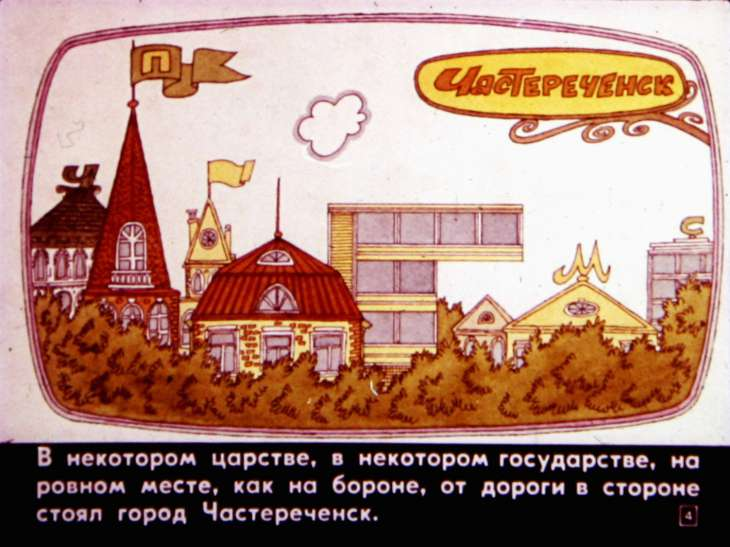 П
ЧАСТЕРЕЧЕНСК
Ч
С
М
В некотором царстве, в некотором государстве, на
ровном месте, как на бороне, от дороги в стороне
стоял город Частереченск.
4